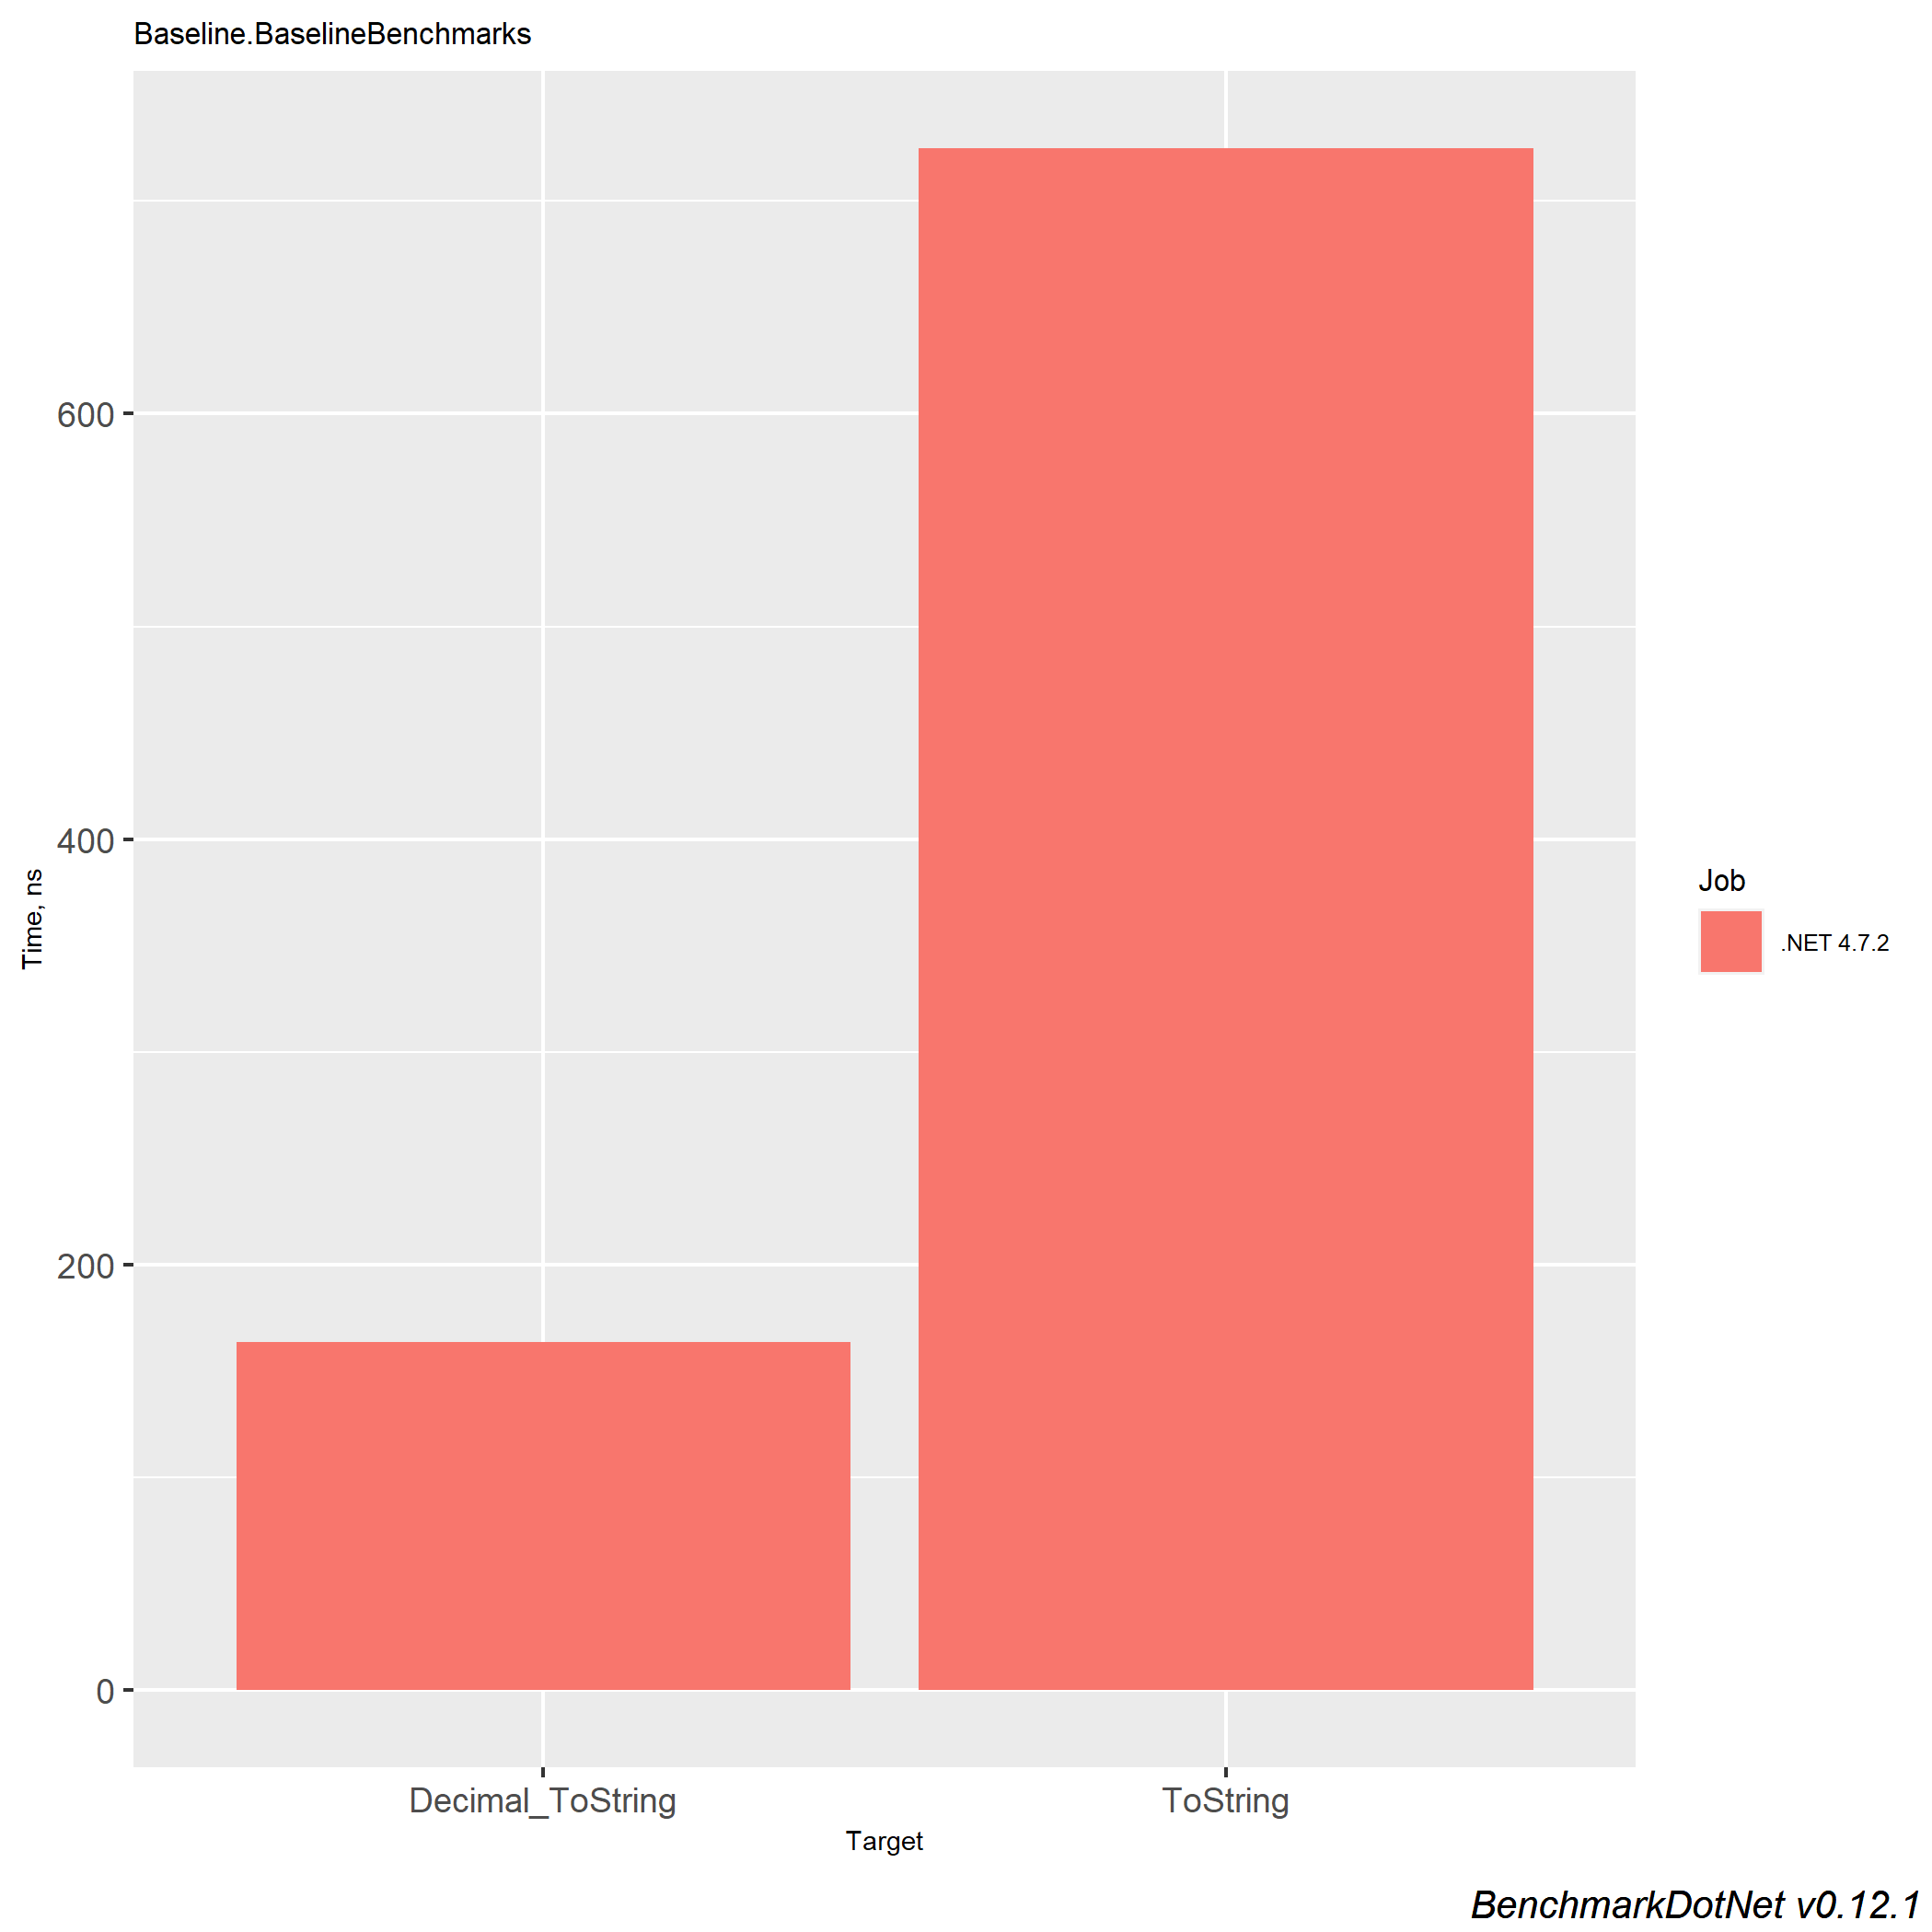 Baseline.BaselineBenchmarks
Time, ns
600
400
200
0
Decimal_ToString
ToString
Target
Job
.NET 4.7.2
BenchmarkDotNet v0.12.1